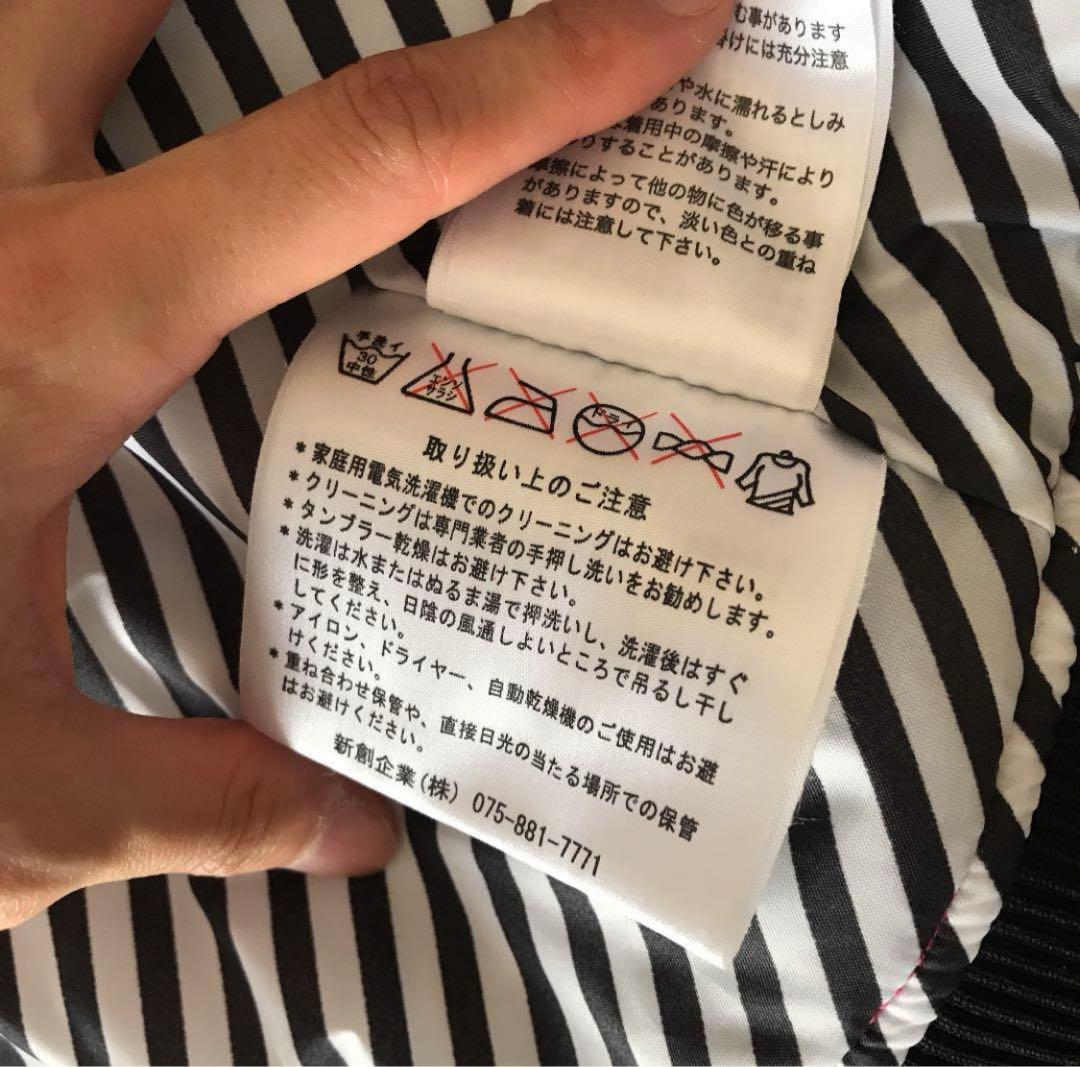 む事があります
掛けには充分注意
や水に濡れるとしみ
あります。
着用中の摩擦や汗により
りすることがあります。
摩擦によって他の物に色が移る事
がありますので、淡い色との重ね
着には注意して下さい。
手洗イ
30
中性
エンソ
サラシ
ドライ
取り扱い上のご注意
* 家庭用電気洗濯機でのクリーニングはお避け下さい。
* クリーニングは専門業者の手押し洗いをお勧めします。
* タンブラー乾燥はお避け下さい。
* 洗濯は水またはぬるま湯で押洗いし、洗濯後はすぐ
に形を整え、日陰の風通しよいところで吊るし干し
してください。
* アイロン、ドライヤー、自動乾燥機のご使用はお避
けください。
* 重ね合わせ保管や、直接日光の当たる場所での保管
はお避けください。
新創企業(株) 075-881-7771